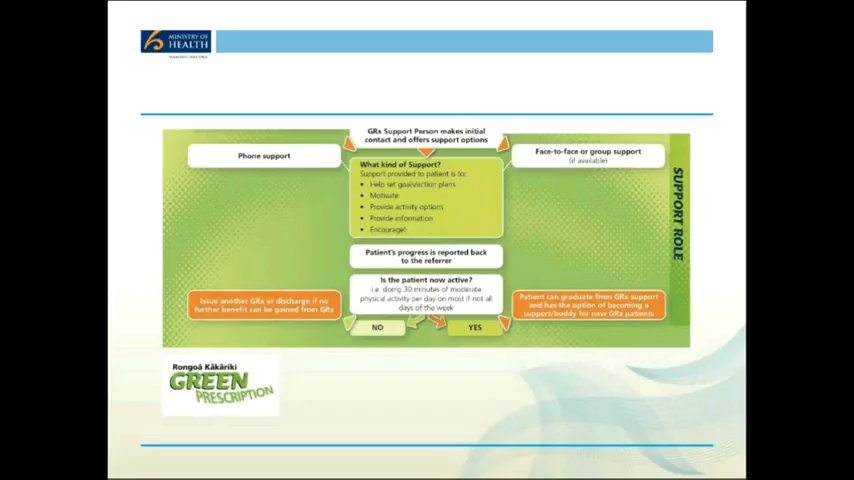 MINISTRY OF
HEALTH
GRx Support Person makes initial
contact and offers support options
Phone support
Face-to-face or group support
(if available)
What kind of Support?
Support provided to patient is to:
• Help set goal/action plans
• Motivate
• Provide activity options
• Provide information
• Encourage!
SUPPORT ROLE
Patient's progress is reported back
to the referrer
Is the patient now active?
i.e. doing 30 minutes of moderate
physical activity per day on most if not all
days of the week
Issue another GRx or discharge if no
further benefit can be gained from GRx
Patient can graduate from GRx support
and has the option of becoming a
support/buddy for new GRx patients
NO
YES
Rongoā Kākāriki
GREEN
PRESCRIPTION